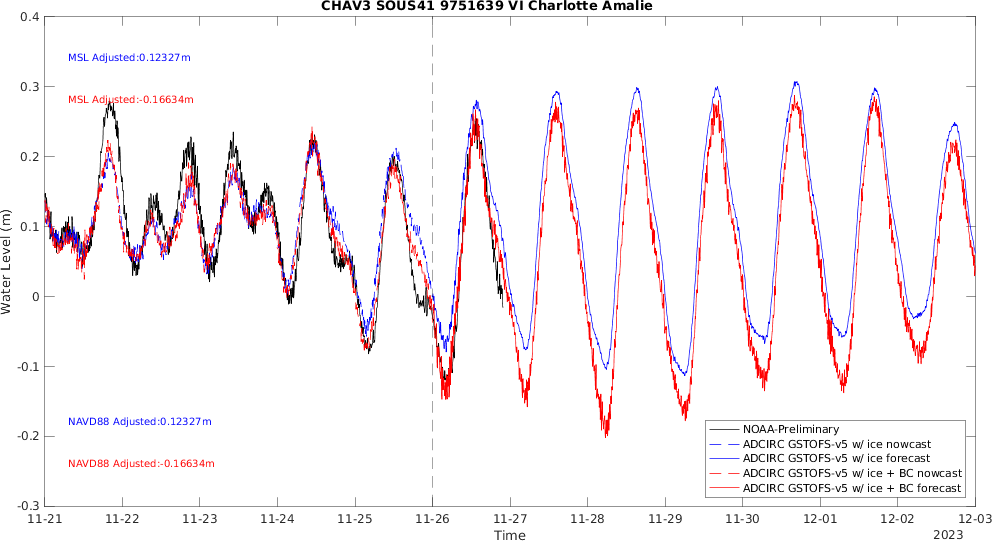 CHAV3 SOUS41 9751639 VI Charlotte Amalie
0.4
0.3
0.2
0.1
0
-0.1
-0.2
-0.3
Water Level (m)
MSL Adjusted:0.12327m
MSL Adjusted:-0.16634m
NAVD88 Adjusted:0.12327m
NAVD88 Adjusted:-0.16634m
NOAA-Preliminary
ADCIRC GSTOFS-v5 w/ ice nowcast
ADCIRC GSTOFS-v5 w/ ice forecast
ADCIRC GSTOFS-v5 w/ ice + BC nowcast
ADCIRC GSTOFS-v5 w/ ice + BC forecast
11-21 11-22 11-23 11-24 11-25 11-26 11-27 11-28 11-29 11-30 12-01 12-02 12-03
Time
2023